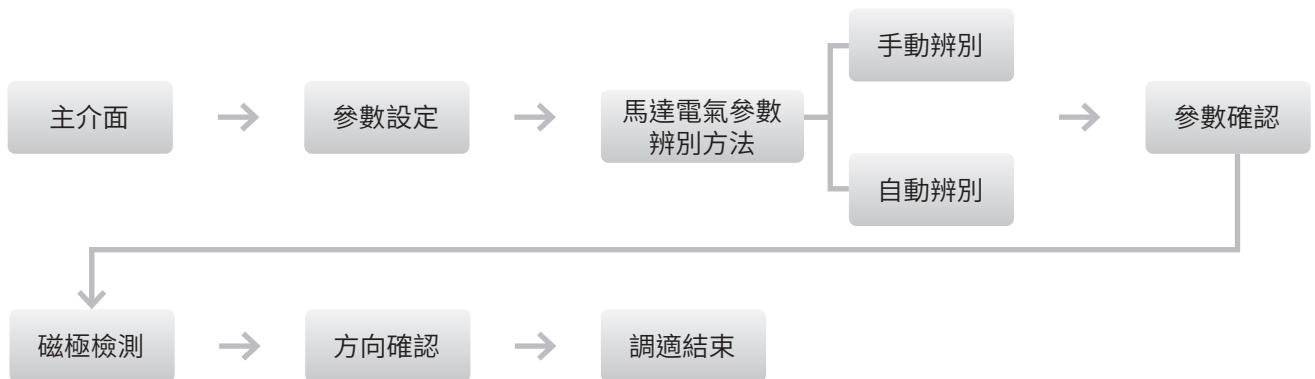 主介面
參數設定
馬達電氣參數
辨別方法
手動辨別
自動辨別
參數確認
磁極檢測
方向確認
調適結束